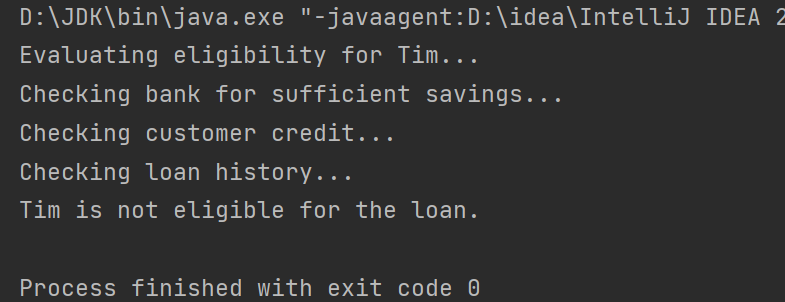 D:\JDK\bin\java.exe "-javaagent:D:\idea\IntelliJ IDEA 2
Evaluating eligibility for Tim...
Checking bank for sufficient savings...
Checking customer credit...
Checking loan history...
Tim is not eligible for the loan.
Process finished with exit code 0